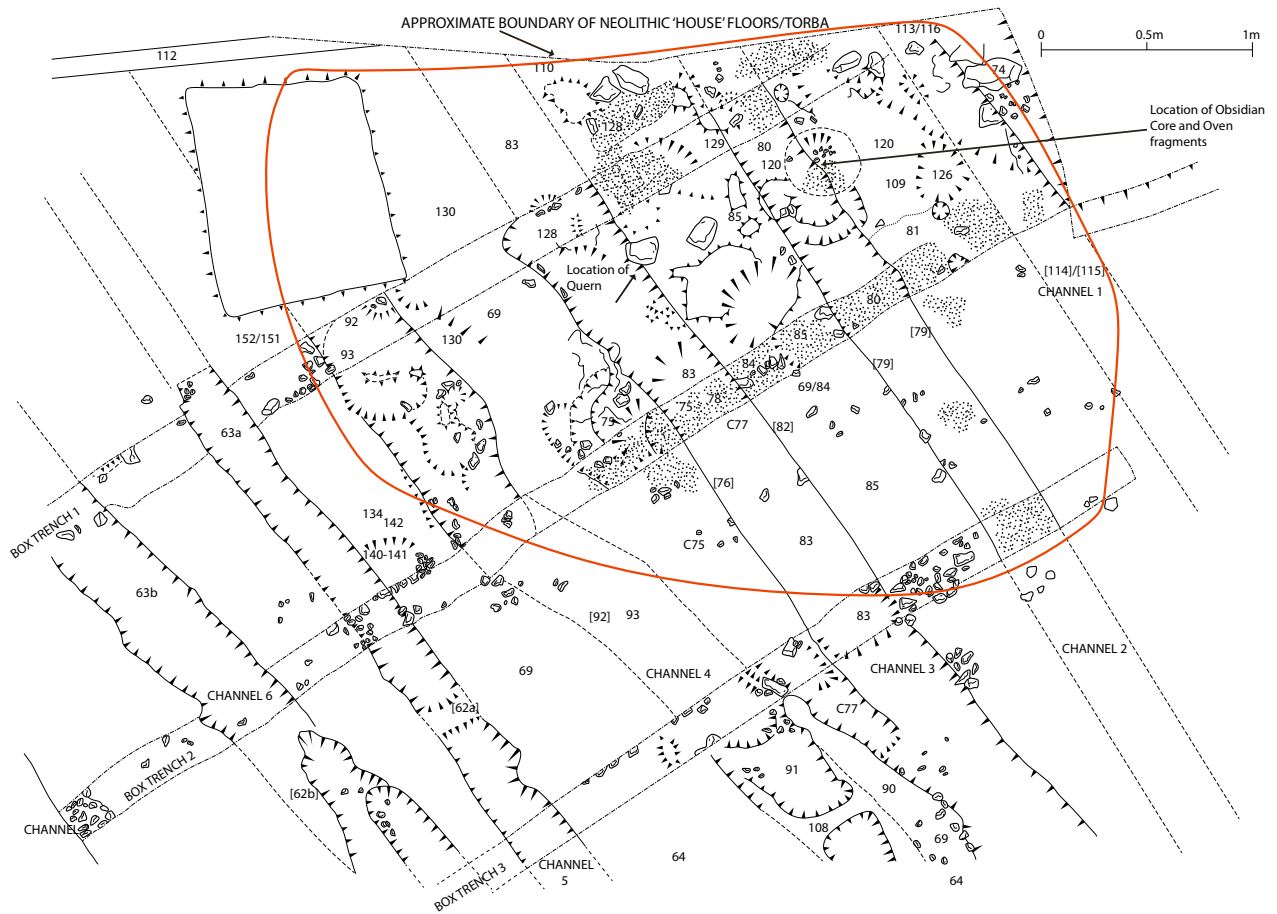 APPROXIMATE BOUNDARY OF NEOLITHIC ‘HOUSE’ FLOORS/TORBA
113/116
0
0.5m
1m
112
110
74
Location of Obsidian
Core and Oven
fragments
128
83
129
80
120
120
109
126
130
128
85
81
Location of
Quern
[114]/[115]
CHANNEL 1
69
80
92
152/151
130
85
[79]
93
84
83
[79]
69/84
78
75
75
C77
[82]
63a
[76]
85
BOX TRENCH 1
134
142
C75
83
140-141
63b
[92]
93
83
CHANNEL 2
69
CHANNEL 4
CHANNEL 3
CHANNEL 6
[62a]
C77
BOX TRENCH 2
91
90
[62b]
CHANNEL
108
69
64
CHANNEL
5
BOX TRENCH 3
64